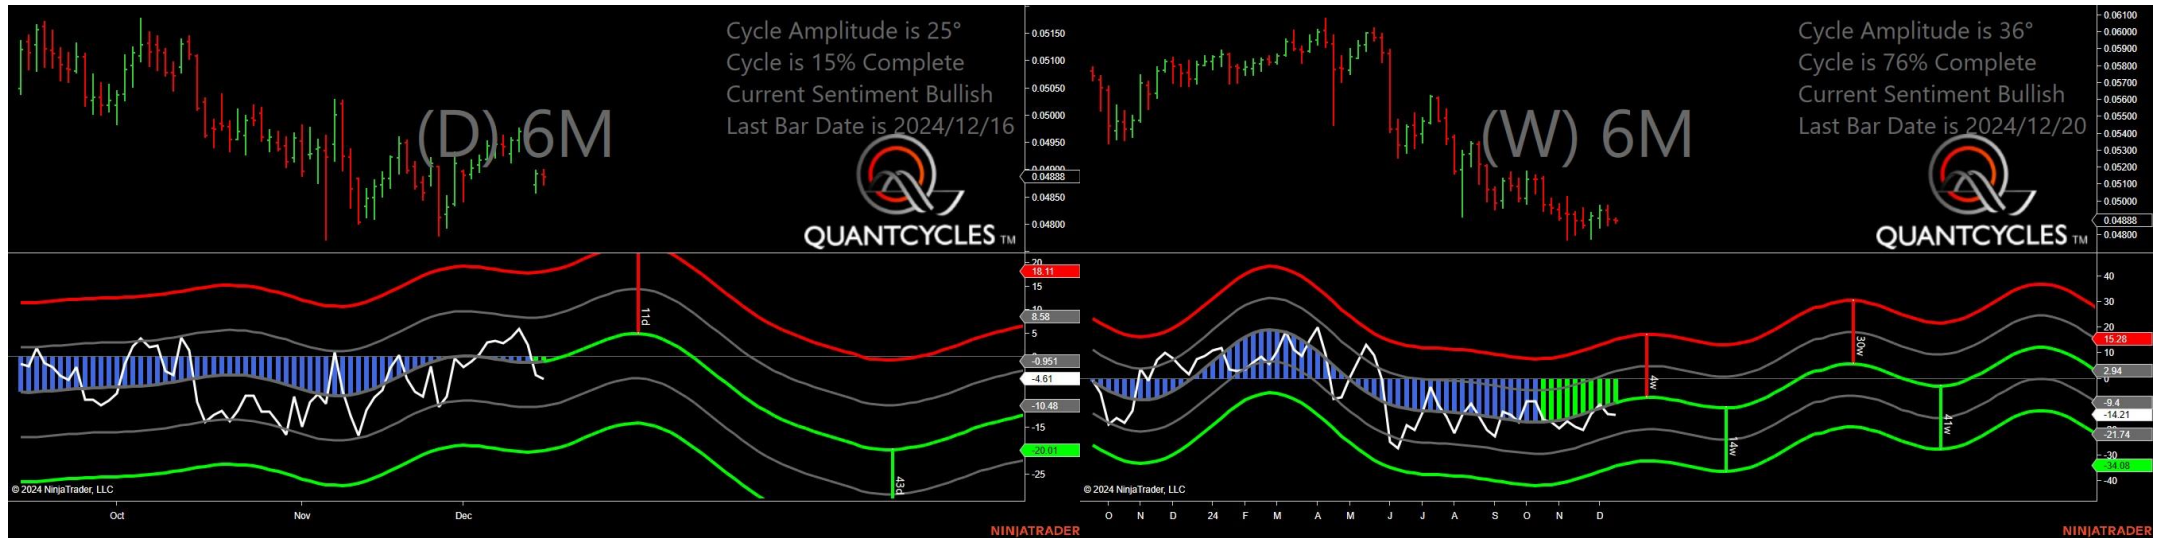 Cycle Amplitude is 25°
Cycle is 15% Complete
Current Sentiment Bullish
Last Bar Date is 2024/12/16
(D) 6M
QUANTCYCLES TM
0.05150
0.05100
0.05050
0.05000
0.04950
0.04888
0.04850
0.04800
20
18.11
15
10
8.58
5
-0.951
-4.61
-10.48
-15
-20.01
-25
11d
43d
© 2024 NinjaTrader, LLC
Oct Nov Dec
NINJATRADER
Cycle Amplitude is 36°
Cycle is 76% Complete
Current Sentiment Bullish
Last Bar Date is 2024/12/20
(W) 6M
QUANTCYCLES TM
0.06100
0.06000
0.05900
0.05800
0.05700
0.05600
0.05500
0.05400
0.05300
0.05200
0.05100
0.05000
0.04888
0.04800
40
30
20
15.28
10
2.94
0
-9.4
-14.21
-21.74
-30
-34.08
-40
4w
14w
30w
41w
© 2024 NinjaTrader, LLC
O N D 24 F M A M J J A S O N D
NINJATRADER